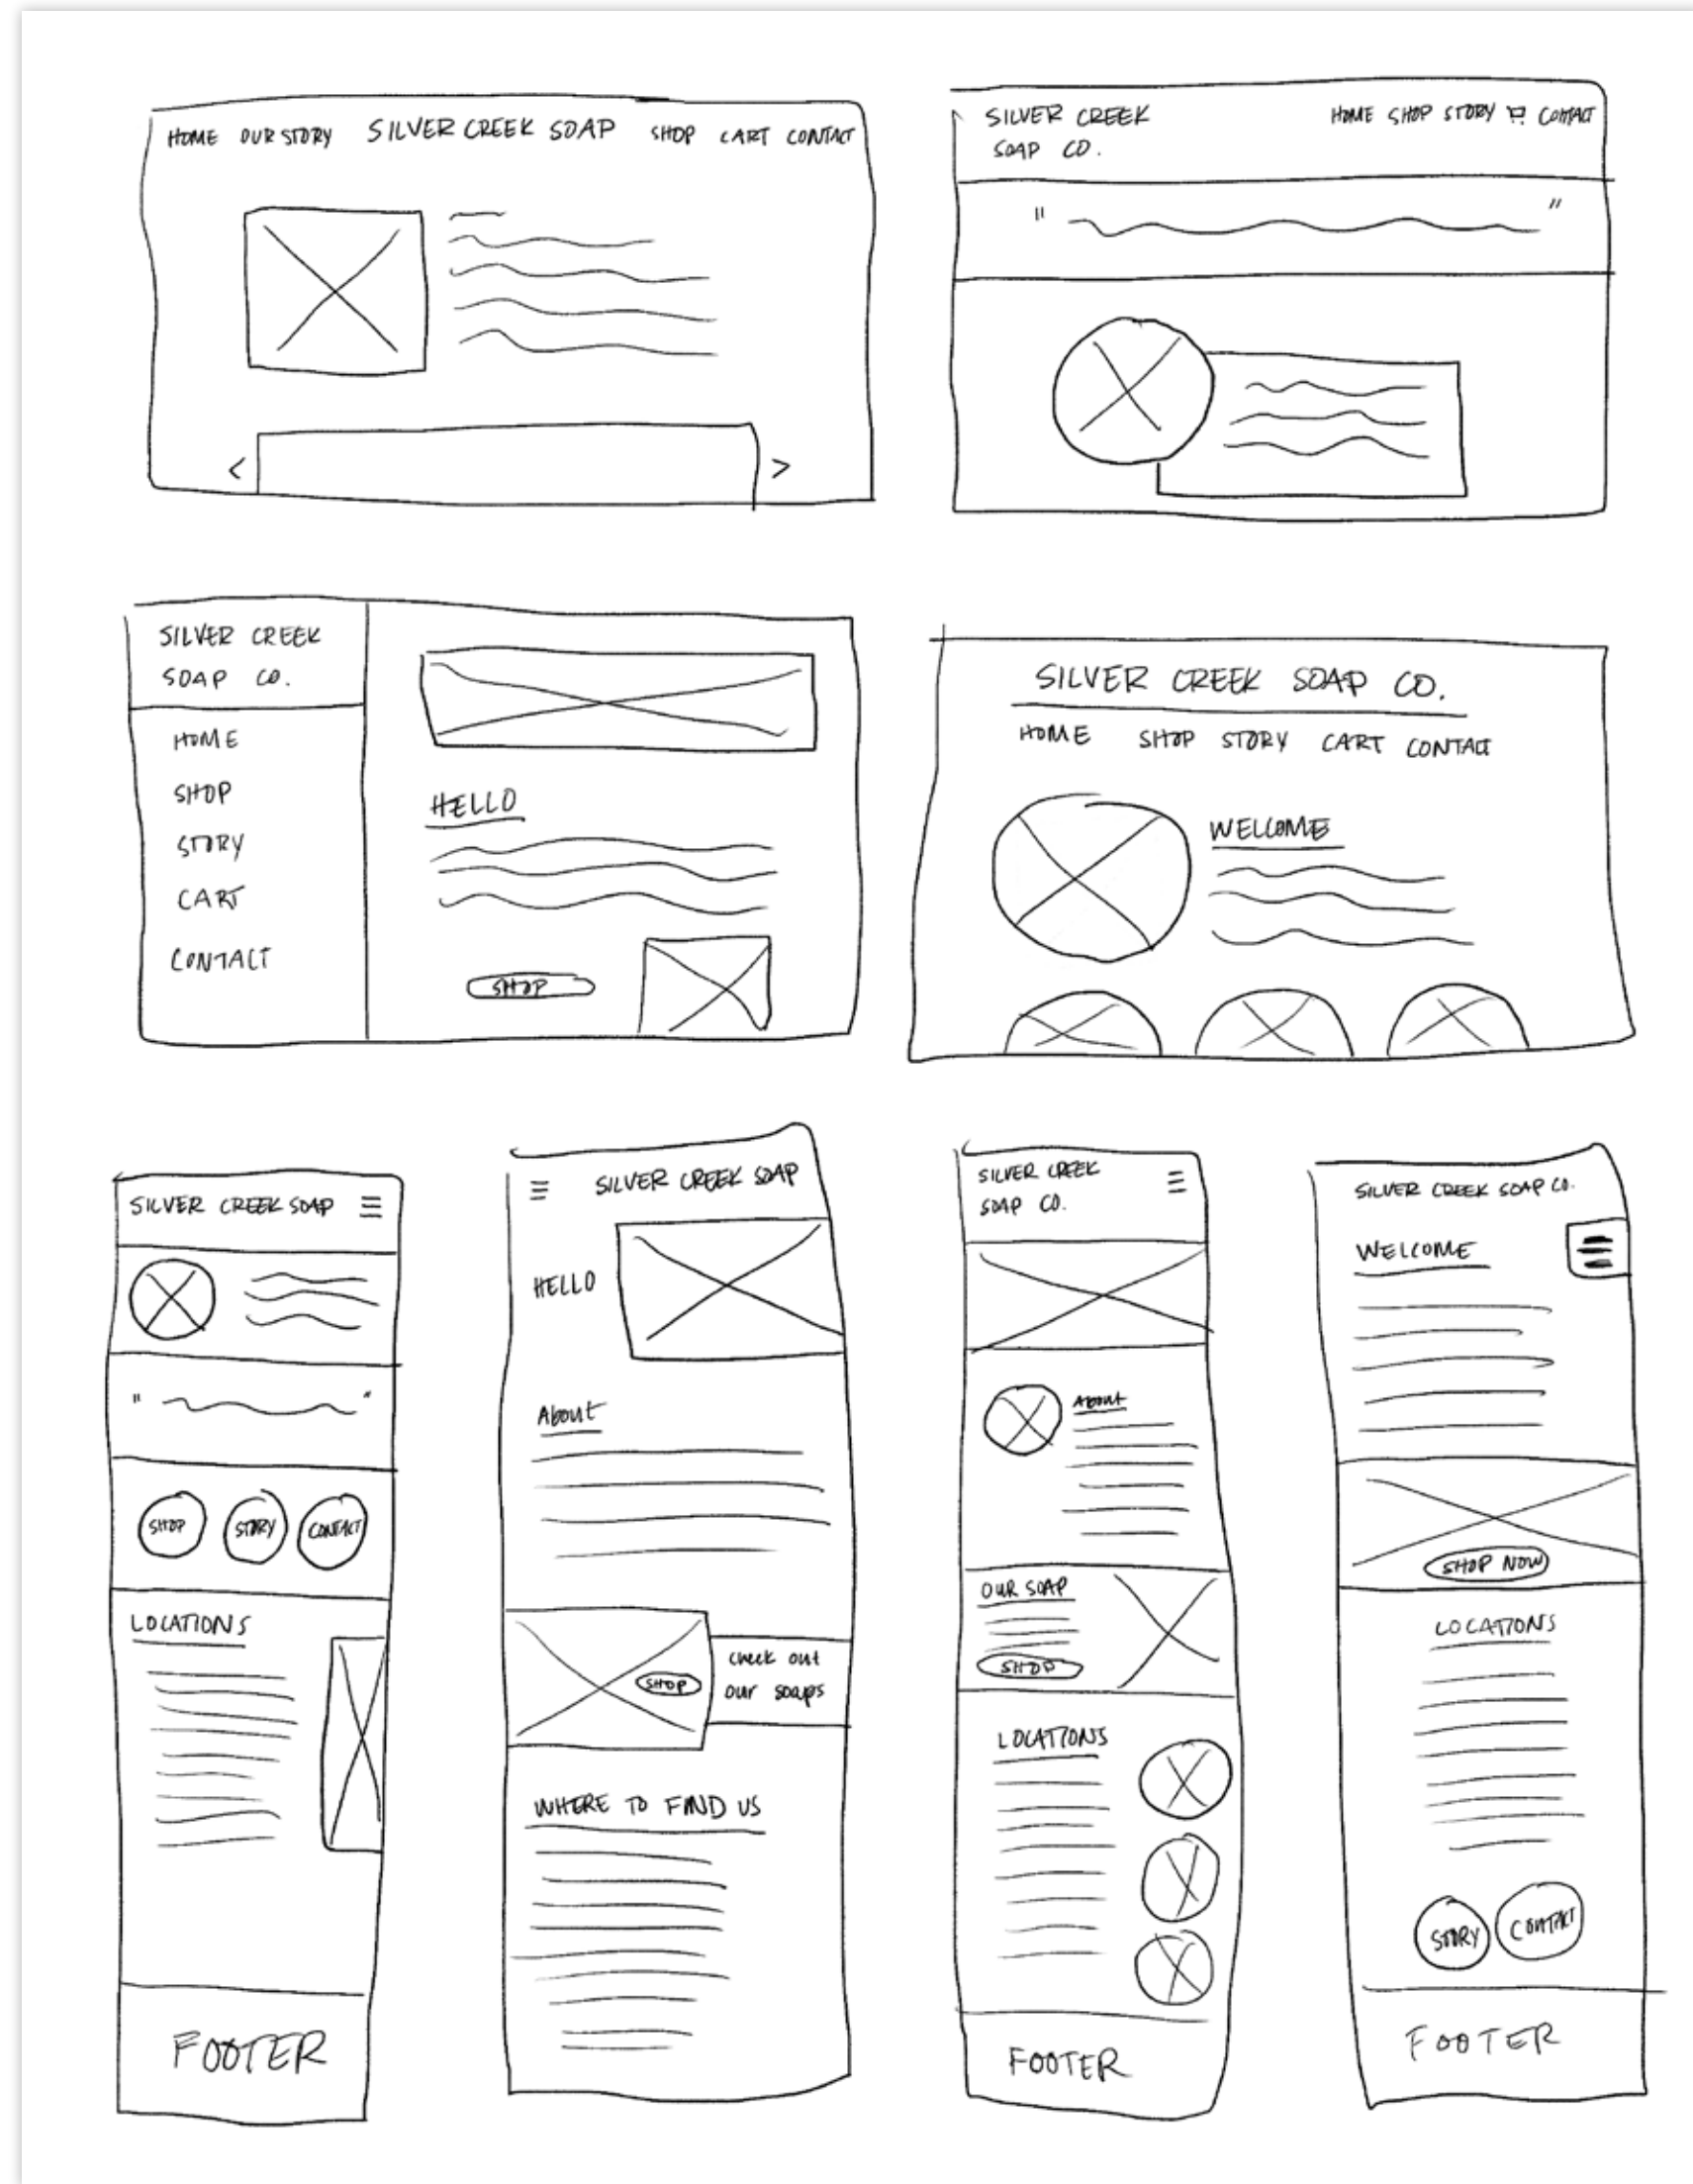 HOME OUR STORY SILVER CREEK SOAP SHOP CART CONTACT
< >
SILVER CREEK
SOAP CO.
HOME SHOP STORY CONTACT
" "
SILVER CREEK
SOAP CO.
HOME
SHOP
STORY
CART
CONTACT
HELLO
SHOP
SILVER CREEK SOAP CO.
HOME SHOP STORY CART CONTACT
WELCOME
SILVER CREEK SOAP
" "
SHOP STORY CONTACT
LOCATIONS
FOOTER
SILVER CREEK SOAP
HELLO
About
SHOP
check out
our soaps
WHERE TO FIND US
SILVER CREEK
SOAP CO.
About
OUR SOAP
SHOP
LOCATIONS
FOOTER
SILVER CREEK SOAP CO.
WELCOME
SHOP NOW
LOCATIONS
STORY CONTACT
FOOTER